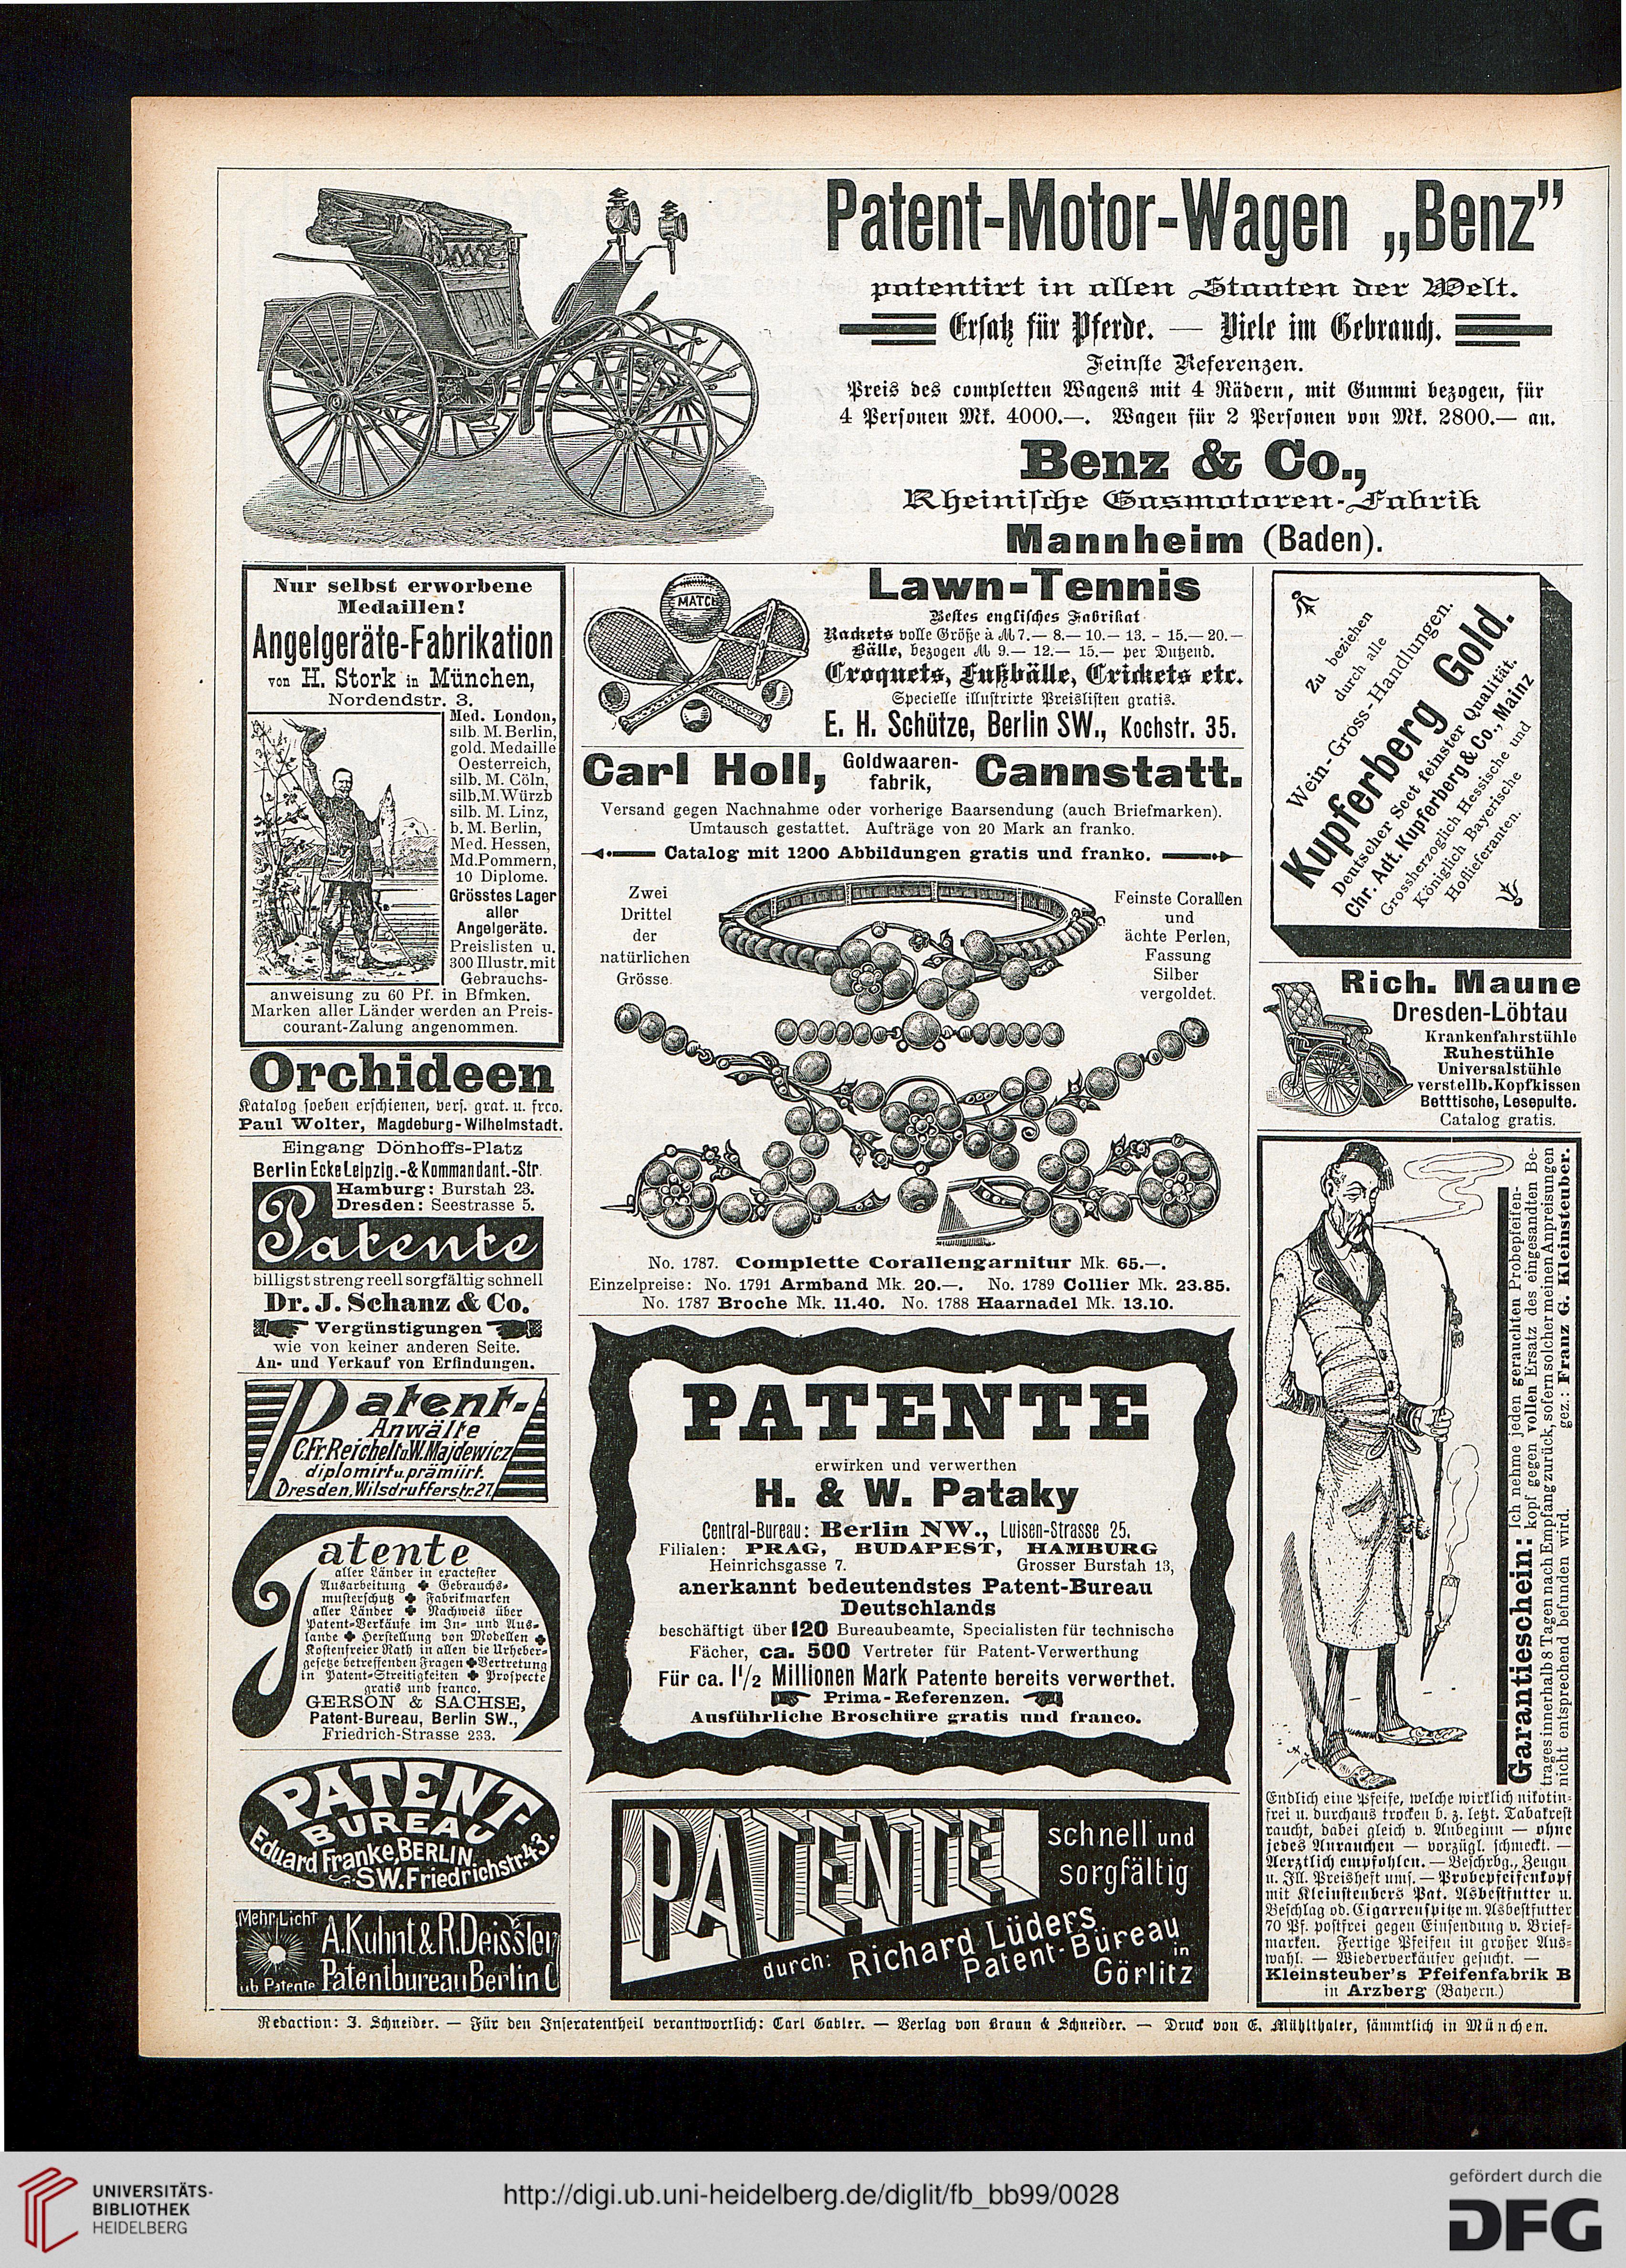 Patent-Motor-Wagen „Benz”
patentirt in allen Staaten der Welt.
Ersatz für Pferde. — Viele im Gebrauch.
Feinste Referenzen.
Preis des completten Wagens mit 4 Rädern, mit Gummi bezogen, für
4 Personen Mk. 4000.—. Wagen für 2 Personen von Mk. 2800.— an.
Benz & Co.,
Rheinische Gasmotoren-Fabrik
Mannheim (Baden).
Nur selbst erworbene
Medaillen!
Angelgeräte-Fabrikation
von H. Stork in München,
Nordendstr. 3.
Med. London,
silb. M. Berlin,
gold. Medaille
Oesterreich,
silb. M. Cöln,
silb.M.Würzb
silb. M. Linz,
b. M. Berlin,
Med. Hessen,
Md.Pommern,
10 Diplome.
Grösstes Lager
aller
Angelgeräte.
Preislisten u.
300 Illustr. mit
Gebrauchs-
anweisung zu 60 Pf. in Bfmken.
Marken aller Länder werden an Preis-
courant-Zalung angenommen.
Orchideen
Katalog soeben erschienen, vers. grat. u. frco.
Paul Wolter, Magdeburg-Wilhelmstadt.
Eingang Dönhoffs-Platz
Berlin Ecke Leipzig.-& Kommandant.-Str.
Hamburg: Burstah 23.
Dresden: Seestrasse 5.
Patente
billigst streng reell sorgfältig schnell
Dr. J. Schanz & Co.
Vergünstigungen
wie von keiner anderen Seite.
An- und Verkauf von Erfindungen.
Patent-
Anwälte
C.Fr.Reichelt u.W.Majdewicz
diplomirt u. prämiirt.
Dresden, Wilsdrufferstr. 27.
Patente
aller Länder in exactester
Ausarbeitung ✤ Gebrauchs-
musterschutz ✤ Fabrikmarken
aller Länder ✤ Nachweis über
Patent-Verkäufe im In- und Aus-
lande ✤ Herstellung von Modellen ✤
Kostenfreier Rath in allen die Urheber-
gesetze betreffenden Fragen ✤ Vertretung
in Patent-Streitigkeiten ✤ Prospecte
gratis und franco.
GERSON & SACHSE,
Patent-Bureau, Berlin SW.,
Friedrich-Strasse 233.
PATENT-
BUREAU
Eduard Franke, BERLIN
SW. Friedrichstr. 43.
Mehr Licht
A. Kuhnt & R. Deissler
Patentbureau Berlin C
MATCH
Lawn-Tennis
Bestes englisches Fabrikat
Rackets volle Größe à M 7.— 8.— 10.— 13. – 15.— 20.—
Bälle, bezogen M 9.— 12.— 15.— per Dutzend.
Croquets, Fußbälle, Crickets etc.
Specielle illustrirte Preislisten gratis.
E. H. Schütze, Berlin SW., Kochstr. 35.
Carl Holl, Goldwaaren-fabrik, Cannstatt.
Versand gegen Nachnahme oder vorherige Baarsendung (auch Briefmarken).
Umtausch gestattet. Aufträge von 20 Mark an franko.
Catalog mit 1200 Abbildungen gratis und franko.
Zwei
Drittel
der
natürlichen
Grösse.
Feinste Corallen
und
ächte Perlen,
Fassung
Silber
vergoldet.
No. 1787. Complette Corallengarnitur Mk. 65.—.
Einzelpreise: No. 1791 Armband Mk. 20.—. No. 1789 Collier Mk. 23.85.
No. 1787 Broche Mk. 11.40. No. 1788 Haarnadel Mk. 13.10.
PATENTE
erwirken und verwerthen
H. & W. Pataky
Central-Bureau: Berlin NW., Luisen-Strasse 25.
Filialen: PRAG, BUDAPEST, HAMBURG
Heinrichsgasse 7. Grosser Burstah 13,
anerkannt bedeutendstes Patent-Bureau
Deutschlands
beschäftigt über 120 Bureaubeamte, Specialisten für technische
Fächer, ca. 500 Vertreter für Patent-Verwerthung
Für ca. 1½ Millionen Mark Patente bereits verwerthet.
Prima-Referenzen.
Ausführliche Broschüre gratis und franco.
PATENTE
schnell und
sorgfältig
durch: Richard Lüders
Patent-Büreau
in
Görlitz
Zu beziehen
durch alle
Wein-Gross-Handlungen.
Kupferberg Gold.
Deutscher Sect feinster Qualität.
Chr. Adt. Kupferberg & Co., Mainz
Grossherzoglich Hessische und
Königlich Bayerische
Hoflieferanten.
Rich. Maune
Dresden-Löbtau
Krankenfahrstühle
Ruhestühle
Universalstühle
verstellb. Kopfkissen
Betttische, Lesepulte.
Catalog gratis.
Garantieschein: Ich nehme jeden gerauchten Probepfeifen-
kopf gegen vollen Ersatz des eingesandten Be-
trages innerhalb 8 Tagen nach Empfang zurück, sofern solcher meinen Anpreisungen
nicht entsprechend befunden wird. gez.: Franz G. Kleinsteuber.
Endlich eine Pfeife, welche wirklich nikotin-
frei u. durchaus trocken b. z. letzt. Tabakrest
raucht, dabei gleich v. Anbeginn — ohne
jedes Anrauchen — vorzügl. schmeckt. —
Aerztlich empfohlen. — Beschrbg., Zeugn
u. Ill. Preisheft ums. — Probepfeifenkopf
mit Kleinsteubers Pat. Asbestfutter u.
Beschlag od. Cigarrenspitze m. Asbestfutter
70 Pf. postfrei gegen Einsendung v. Brief-
marken. Fertige Pfeifen in großer Aus-
wahl. — Wiederverkäufer gesucht. —
Kleinsteuber's Pfeifenfabrik B
in Arzberg (Bayern.)
Redaction: J. Schneider. — Für den Inseratentheil verantwortlich: Carl Gabler. — Verlag von Braun & Schneider. — Druck von E. Mühlthaler, sämmtlich in München.
UNIVERSITÄTS-
BIBLIOTHEK
HEIDELBERG
http://digi.ub.uni-heidelberg.de/diglit/fb_bb99/0028
gefördert durch die
DFG